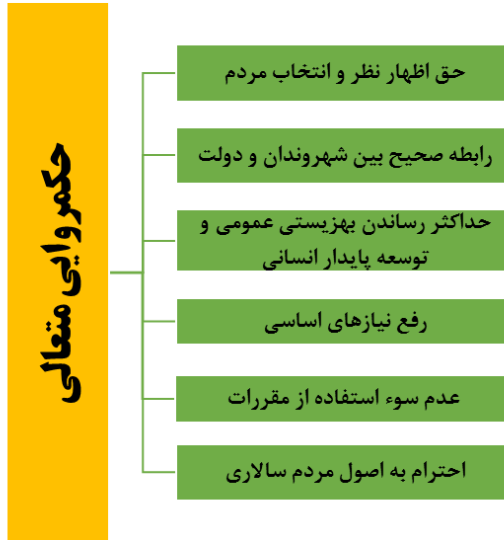 حکمروایی متعالی
حق اظهار نظر و انتخاب مردم
رابطه صحیح بین شهروندان و دولت
حداکثر رساندن بهزیستی عمومی و
توسعه پایدار انسانی
رفع نیازهای اساسی
عدم سوء استفاده از مقررات
احترام به اصول مردم سالاری